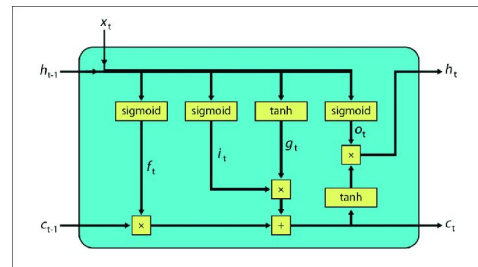 x_t
h_t-1
h_t
sigmoid
sigmoid
tanh
sigmoid
o_t
×
f_t
i_t
g_t
×
tanh
c_t-1
×
+
c_t